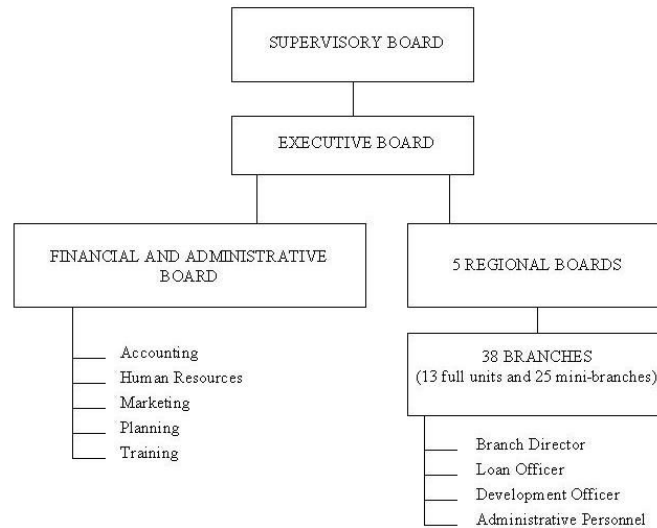 SUPERVISORY BOARD
EXECUTIVE BOARD
FINANCIAL AND ADMINISTRATIVE
BOARD
5 REGIONAL BOARDS
Accounting
Human Resources
Marketing
Planning
Training
38 BRANCHES
(13 full units and 25 mini-branches)
Branch Director
Loan Officer
Development Officer
Administrative Personnel